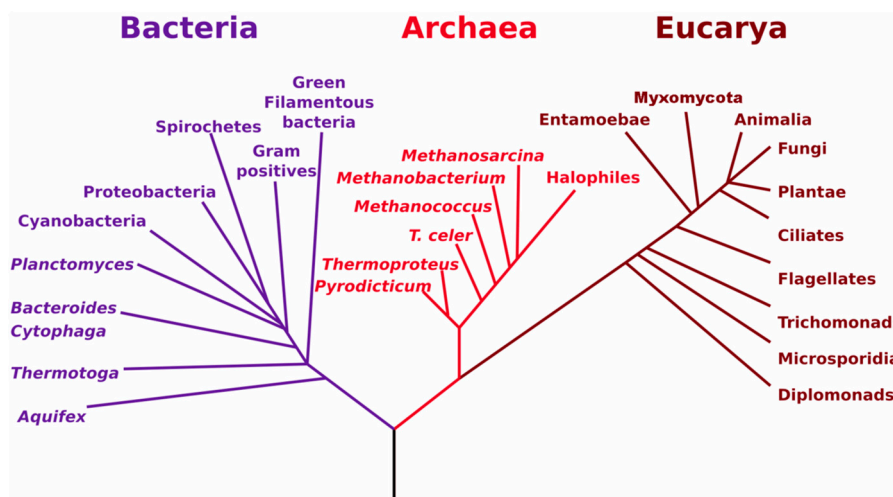 Bacteria
Archaea
Eucarya
Green
Filamentous
bacteria
Spirochetes
Gram
positives
Proteobacteria
Cyanobacteria
Planctomyces
Bacteroides
Cytophaga
Thermotoga
Aquifex
Methanosarcina
Methanobacterium
Halophiles
Methanococcus
T. celer
Thermoproteus
Pyrodicticum
Myxomycota
Entamoebae
Animalia
Fungi
Plantae
Ciliates
Flagellates
Trichomonad
Microsporidia
Diplomonads